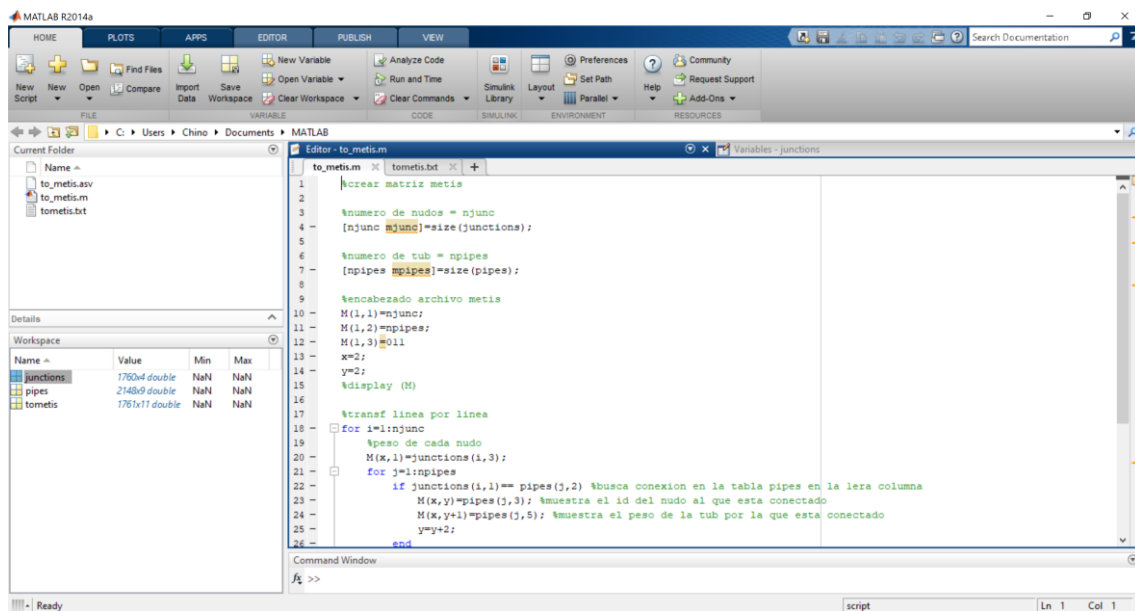 MATLAB R2014a
HOME PLOTS APPS EDITOR PUBLISH VIEW Search Documentation
New Script New Open Find Files Compare Import Data Save Workspace New Variable Open Variable Clear Workspace Analyze Code Run and Time Clear Commands Simulink Library Layout Preferences Set Path Parallel Help Community Request Support Add-Ons
FILE VARIABLE CODE SIMULINK ENVIRONMENT RESOURCES
C: Users Chino Documents MATLAB
Current Folder
Name
to_metis.asv
to_metis.m
tometis.txt
Details
Workspace
Name Value Min Max
junctions 1760x4 double NaN NaN
pipes 2148x9 double NaN NaN
tometis 1761x11 double NaN NaN
Editor - to_metis.m Variables - junctions
to_metis.m tometis.txt +
1 %crear matriz metis
2
3 %numero de nudos = njunc
4 – [njunc mjunc]=size(junctions);
5
6 %numero de tub = npipes
7 – [npipes mpipes]=size(pipes);
8
9 %encabezado archivo metis
10 – M(1,1)=njunc;
11 – M(1,2)=npipes;
12 – M(1,3)=011
13 – x=2;
14 – y=2;
15 %display (M)
16
17 %transf linea por linea
18 – for i=1:njunc
19 %peso de cada nudo
20 – M(x,1)=junctions(i,3);
21 – for j=1:npipes
22 – if junctions(i,1)== pipes(j,2) %busca conexion en la tabla pipes en la 1era columna
23 – M(x,y)=pipes(j,3); %muestra el id del nudo al que esta conectado
24 – M(x,y+1)=pipes(j,5); %muestra el peso de la tub por la que esta conectado
25 – y=y+2;
26 – end
Command Window
fx >>
Ready script Ln 1 Col 1